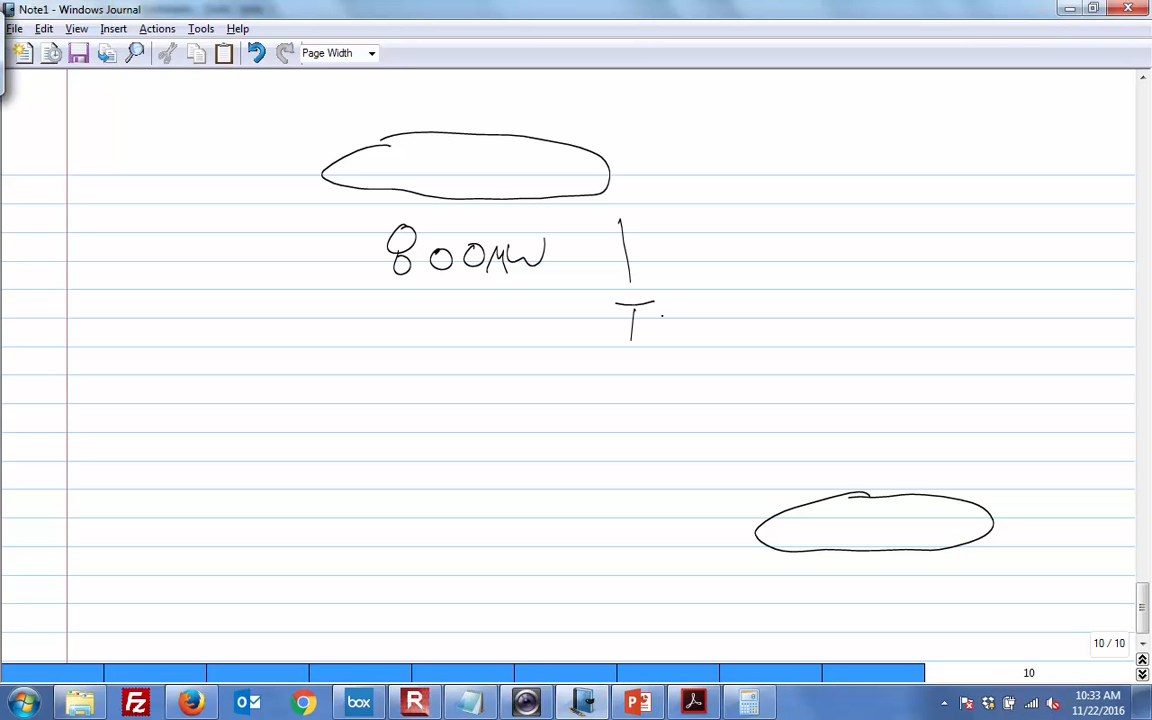 Note1 - Windows Journal
File Edit View Insert Actions Tools Help
Page Width
800MW
T
10 / 10
10
box
R
10:33 AM
11/22/2016